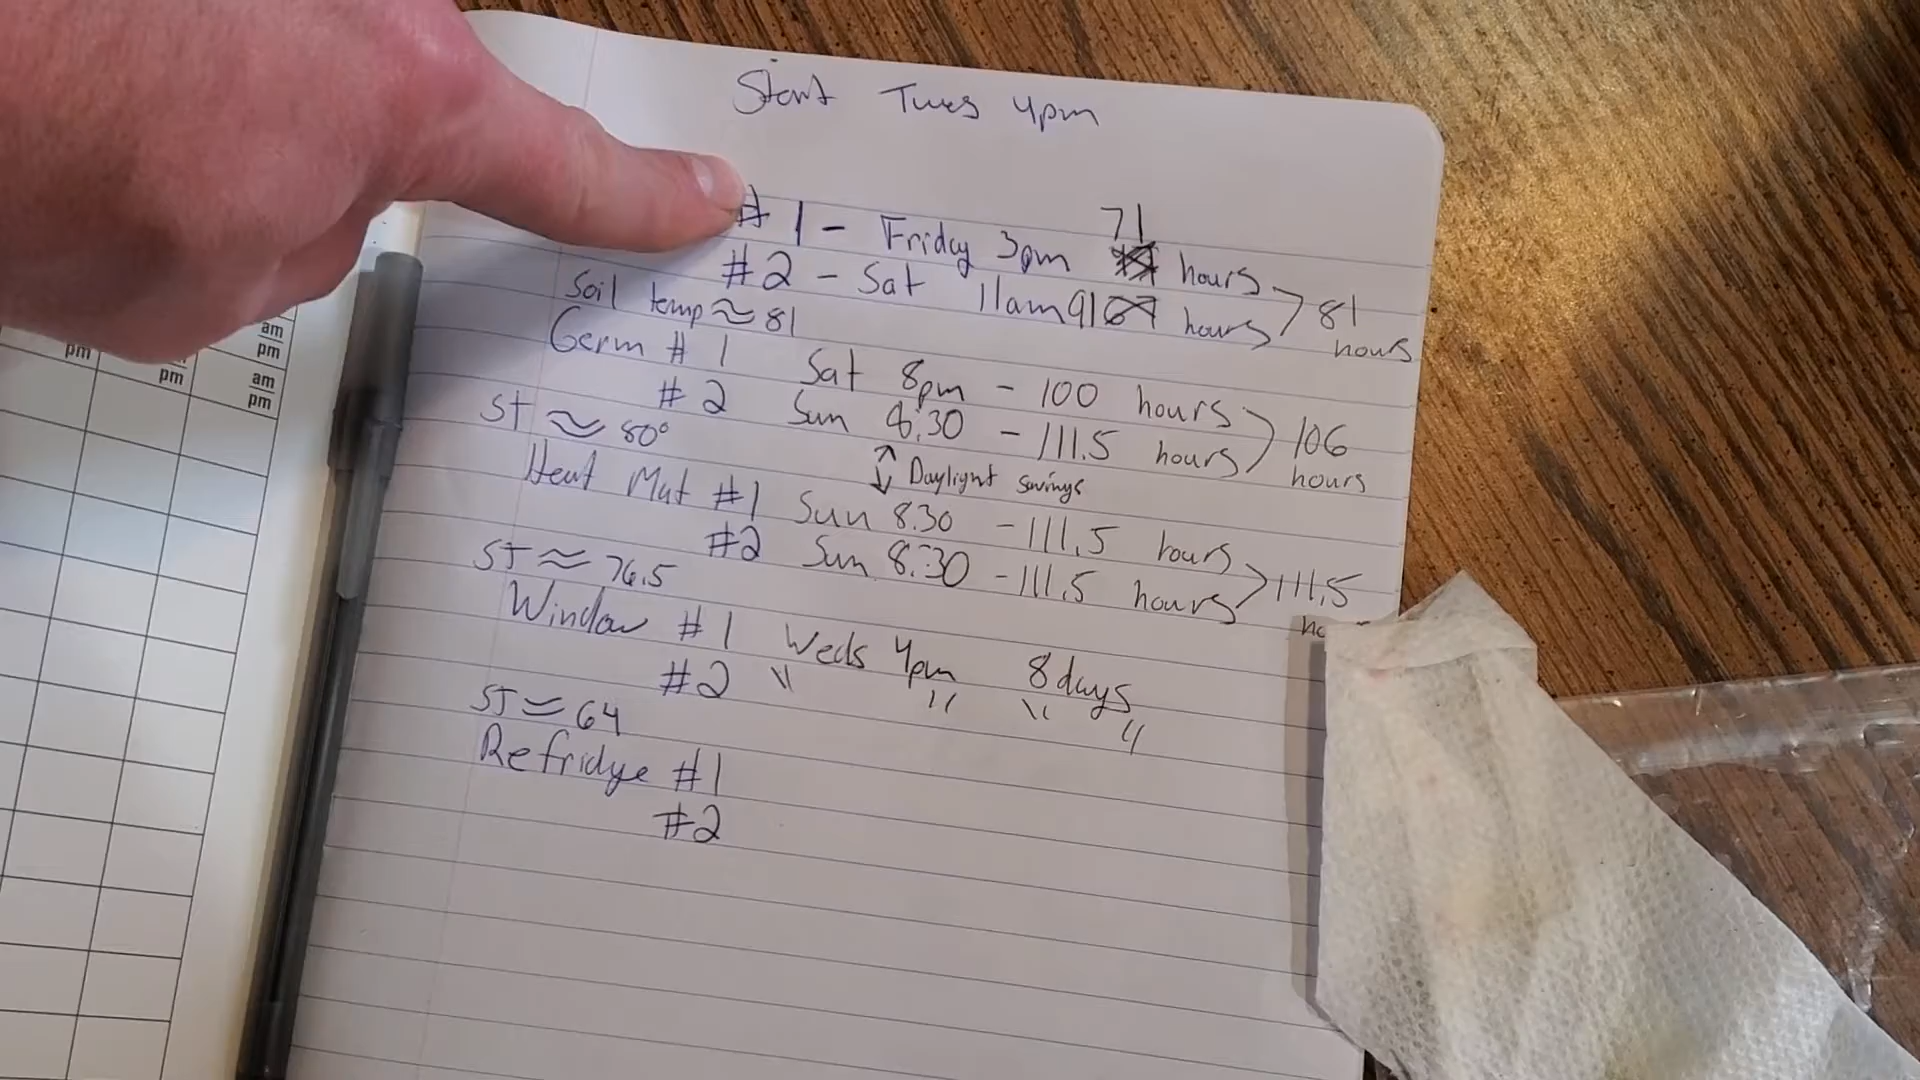 Start Tues 4pm
71
#1 - Friday 3pm hours
#2 - Sat 11am 91 hours > 81 hours
Soil temp ≈ 81
Germ #1 Sat 8pm - 100 hours
#2 Sun 8:30 - 111.5 hours > 106 hours
ST ≈ 80°
↕ Daylight savings
Heat Mat #1 Sun 8:30 - 111.5 hours
#2 Sun 8:30 - 111.5 hours > 111.5
ST ≈ 76.5
Window #1 Weds 4pm 8 days
#2 " " " "
ST ≈ 64
Refridge #1
#2
am
pm
pm
pm
am
pm